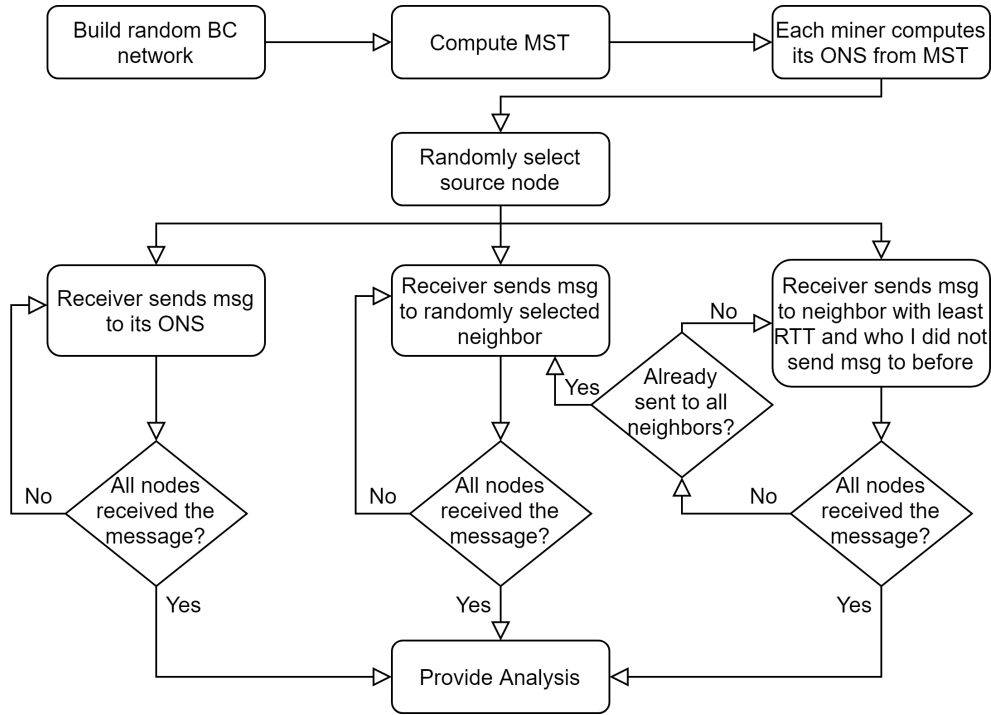 Build random BC
network
Compute MST
Each miner computes
its ONS from MST
Randomly select
source node
Receiver sends msg
to its ONS
Receiver sends msg
to randomly selected
neighbor
Receiver sends msg
to neighbor with least
RTT and who I did not
send msg to before
No
Yes
Already
sent to all
neighbors?
No
All nodes
received the
message?
No
All nodes
received the
message?
No
All nodes
received the
message?
Yes
Yes
Yes
Provide Analysis